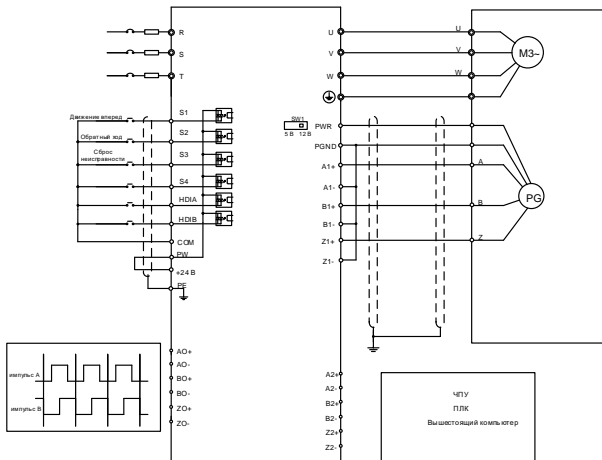 R
S
T
Движение вперед
S1
Обратный ход
S2
Сброс
неисправности
S3
S4
HDIA
HDIB
COM
PW
+24 В
PE
U
V
W
U
V
W
M3~
SW1
5 В 12 В
PWR
PGND
A1+
A1-
B1+
B1-
Z1+
Z1-
A
B
Z
PG
импульс A
импульс B
AO+
AO-
BO+
BO-
ZO+
ZO-
A2+
A2-
B2+
B2-
Z2+
Z2-
ЧПУ
ПЛК
Вышестоящий компьютер